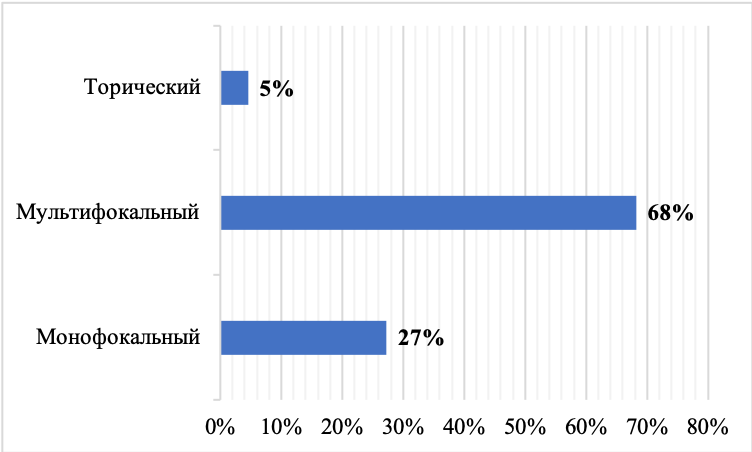 Торический 5%
Мультифокальный 68%
Монофокальный 27%
0% 10% 20% 30% 40% 50% 60% 70% 80%